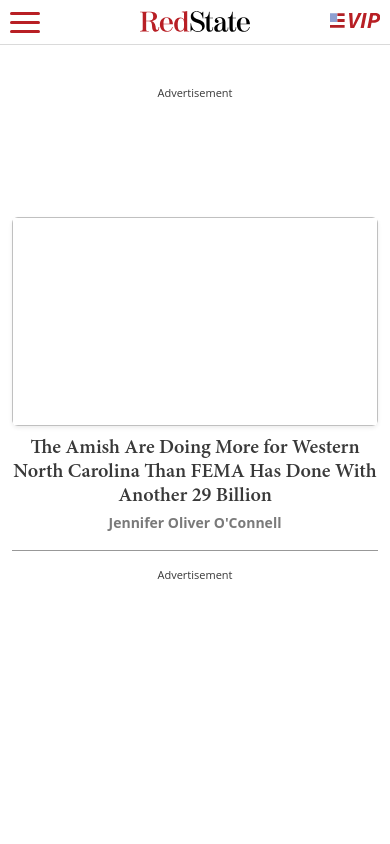 RedState
VIP
Advertisement
The Amish Are Doing More for Western
North Carolina Than FEMA Has Done With
Another 29 Billion
Jennifer Oliver O'Connell
Advertisement